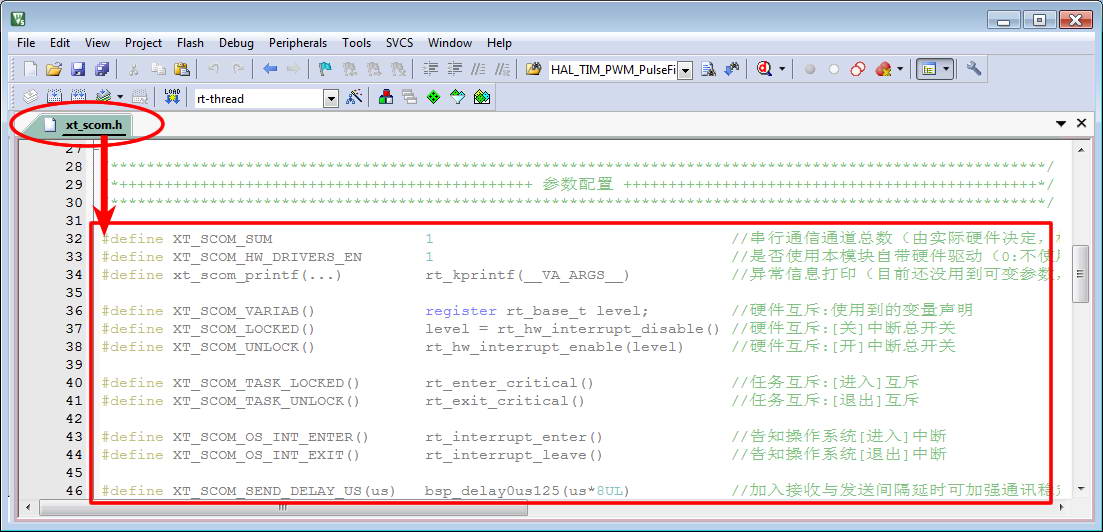 File Edit View Project Flash Debug Peripherals Tools SVCS Window Help
HAL_TIM_PWM_PulseFi
LOAD rt-thread
xt_scom.h
27
28 ******************************************************************************************************/
29 *++++++++++++++++++++++++++++++++++++++++++++++ 参数配置 ++++++++++++++++++++++++++++++++++++++++++++++*/
30 ******************************************************************************************************/
31
32 #define XT_SCOM_SUM 1 //串行通信通道总数（由实际硬件决定,
33 #define XT_SCOM_HW_DRIVERS_EN 1 //是否使用本模块自带硬件驱动（0:不使用
34 #define xt_scom_printf(...) rt_kprintf(__VA_ARGS__) //异常信息打印（目前还没用到可变参数,
35
36 #define XT_SCOM_VARIAB() register rt_base_t level; //硬件互斥:使用到的变量声明
37 #define XT_SCOM_LOCKED() level = rt_hw_interrupt_disable() //硬件互斥:[关]中断总开关
38 #define XT_SCOM_UNLOCK() rt_hw_interrupt_enable(level) //硬件互斥:[开]中断总开关
39
40 #define XT_SCOM_TASK_LOCKED() rt_enter_critical() //任务互斥:[进入]互斥
41 #define XT_SCOM_TASK_UNLOCK() rt_exit_critical() //任务互斥:[退出]互斥
42
43 #define XT_SCOM_OS_INT_ENTER() rt_interrupt_enter() //告知操作系统[进入]中断
44 #define XT_SCOM_OS_INT_EXIT() rt_interrupt_leave() //告知操作系统[退出]中断
45
46 #define XT_SCOM_SEND_DELAY_US(us) bsp_delay0us125(us*8UL) //加入接收与发送间隔延时可加强通讯稳